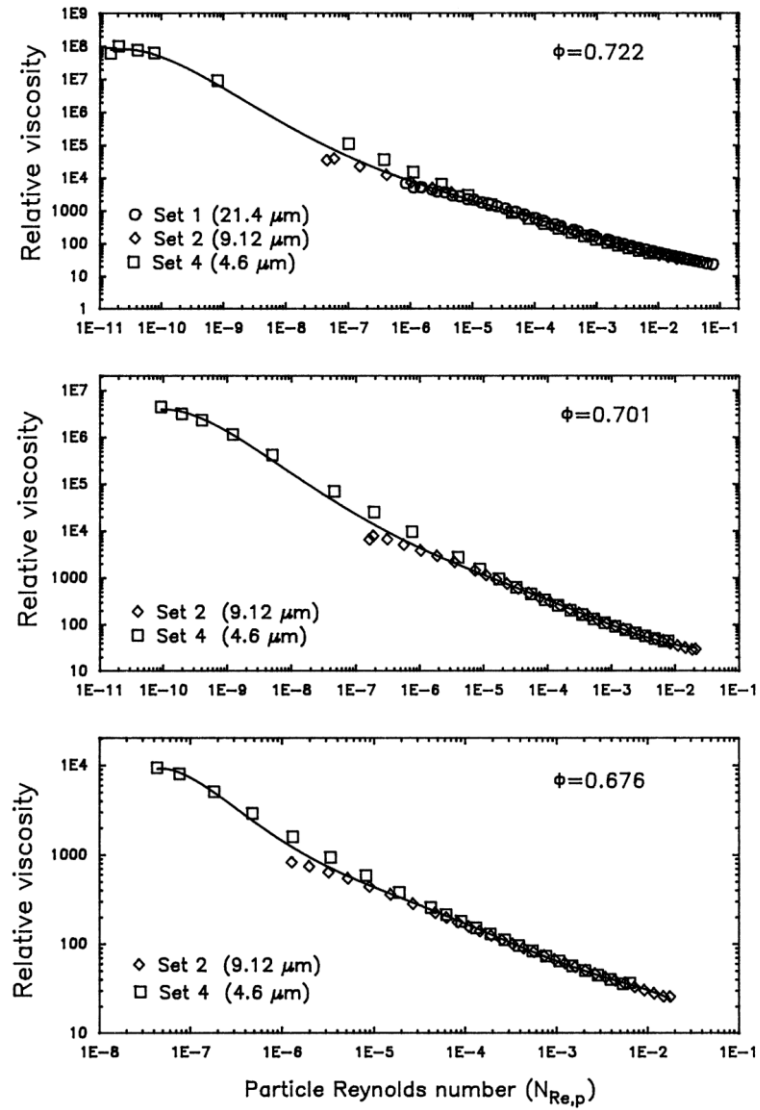 1E9
1E8
φ=0.722
1E7
1E6
1E5
1E4
1000
100
10
1
Relative viscosity
Set 1 (21.4 μm)
Set 2 (9.12 μm)
Set 4 (4.6 μm)
1E-11 1E-10 1E-9 1E-8 1E-7 1E-6 1E-5 1E-4 1E-3 1E-2 1E-1
1E7
φ=0.701
1E6
1E5
1E4
1000
100
10
Relative viscosity
Set 2 (9.12 μm)
Set 4 (4.6 μm)
1E-11 1E-10 1E-9 1E-8 1E-7 1E-6 1E-5 1E-4 1E-3 1E-2 1E-1
1E4
φ=0.676
1000
100
10
Relative viscosity
Set 2 (9.12 μm)
Set 4 (4.6 μm)
1E-8 1E-7 1E-6 1E-5 1E-4 1E-3 1E-2 1E-1
Particle Reynolds number (N_Re,p)